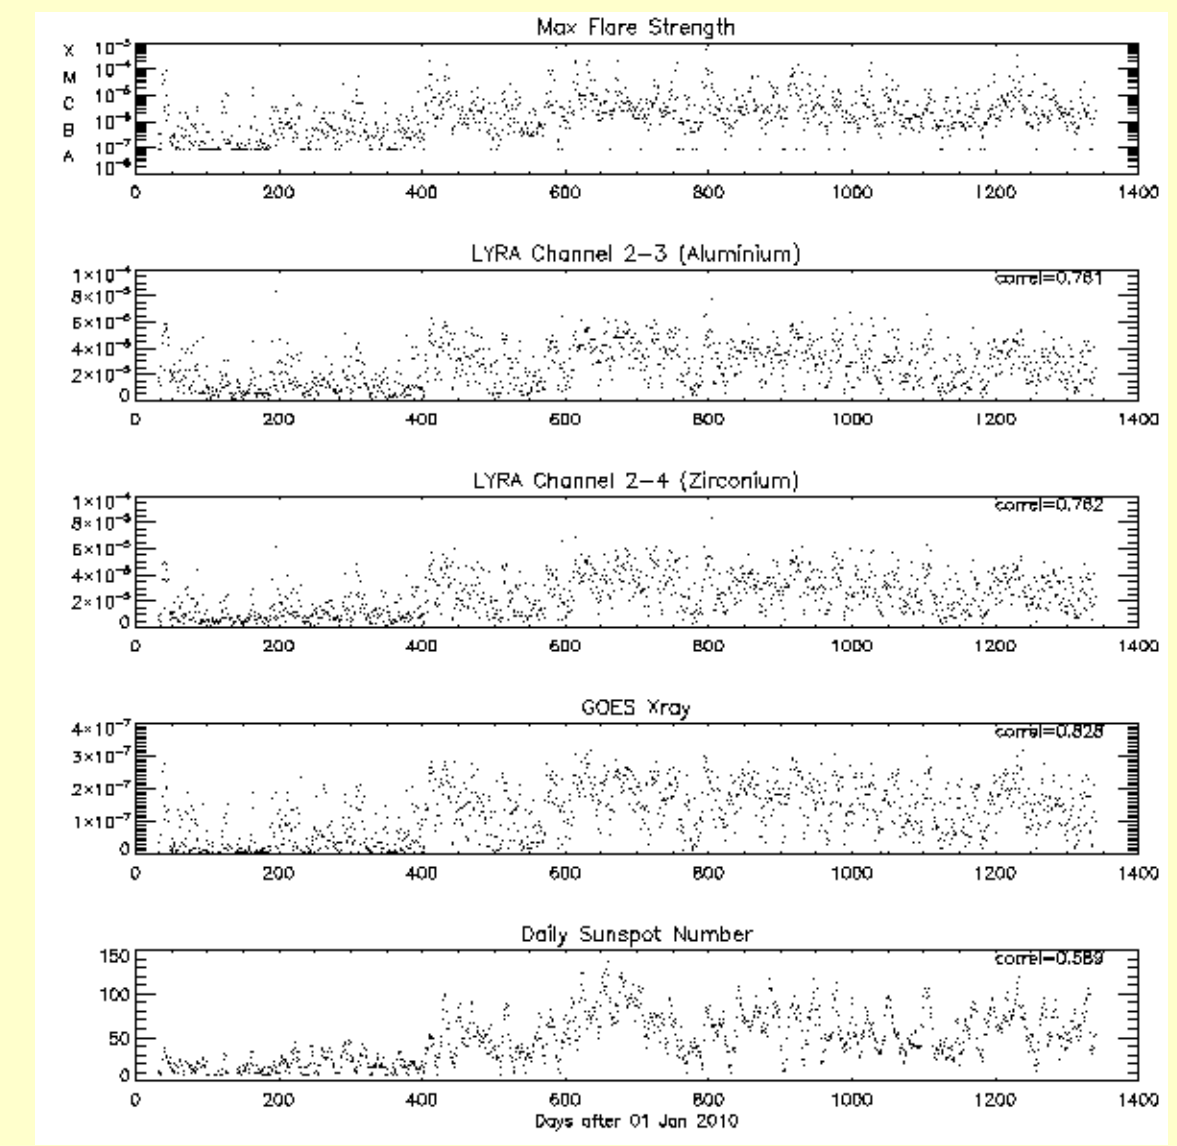 Max Flare Strength
X
M
C
B
A
10⁻³
10⁻⁴
10⁻⁵
10⁻⁶
10⁻⁷
10⁻⁸
0 200 400 600 800 1000 1200 1400
LYRA Channel 2-3 (Aluminium)
correl=0.761
1×10⁻⁴
8×10⁻⁵
6×10⁻⁵
4×10⁻⁵
2×10⁻⁵
0
0 200 400 600 800 1000 1200 1400
LYRA Channel 2-4 (Zirconium)
correl=0.762
1×10⁻⁴
8×10⁻⁵
6×10⁻⁵
4×10⁻⁵
2×10⁻⁵
0
0 200 400 600 800 1000 1200 1400
GOES Xray
correl=0.828
4×10⁻⁷
3×10⁻⁷
2×10⁻⁷
1×10⁻⁷
0
0 200 400 600 800 1000 1200 1400
Daily Sunspot Number
correl=0.589
150
100
50
0
0 200 400 600 800 1000 1200 1400
Days after 01 Jan 2010